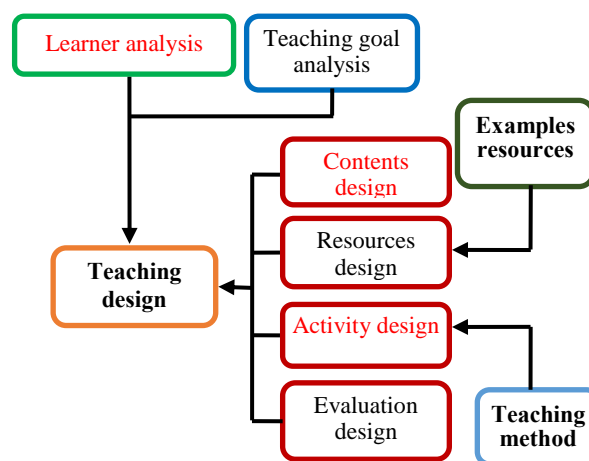 Learner analysis
Teaching goal
analysis
Examples
resources
Contents
design
Resources
design
Teaching
design
Activity design
Evaluation
design
Teaching
method